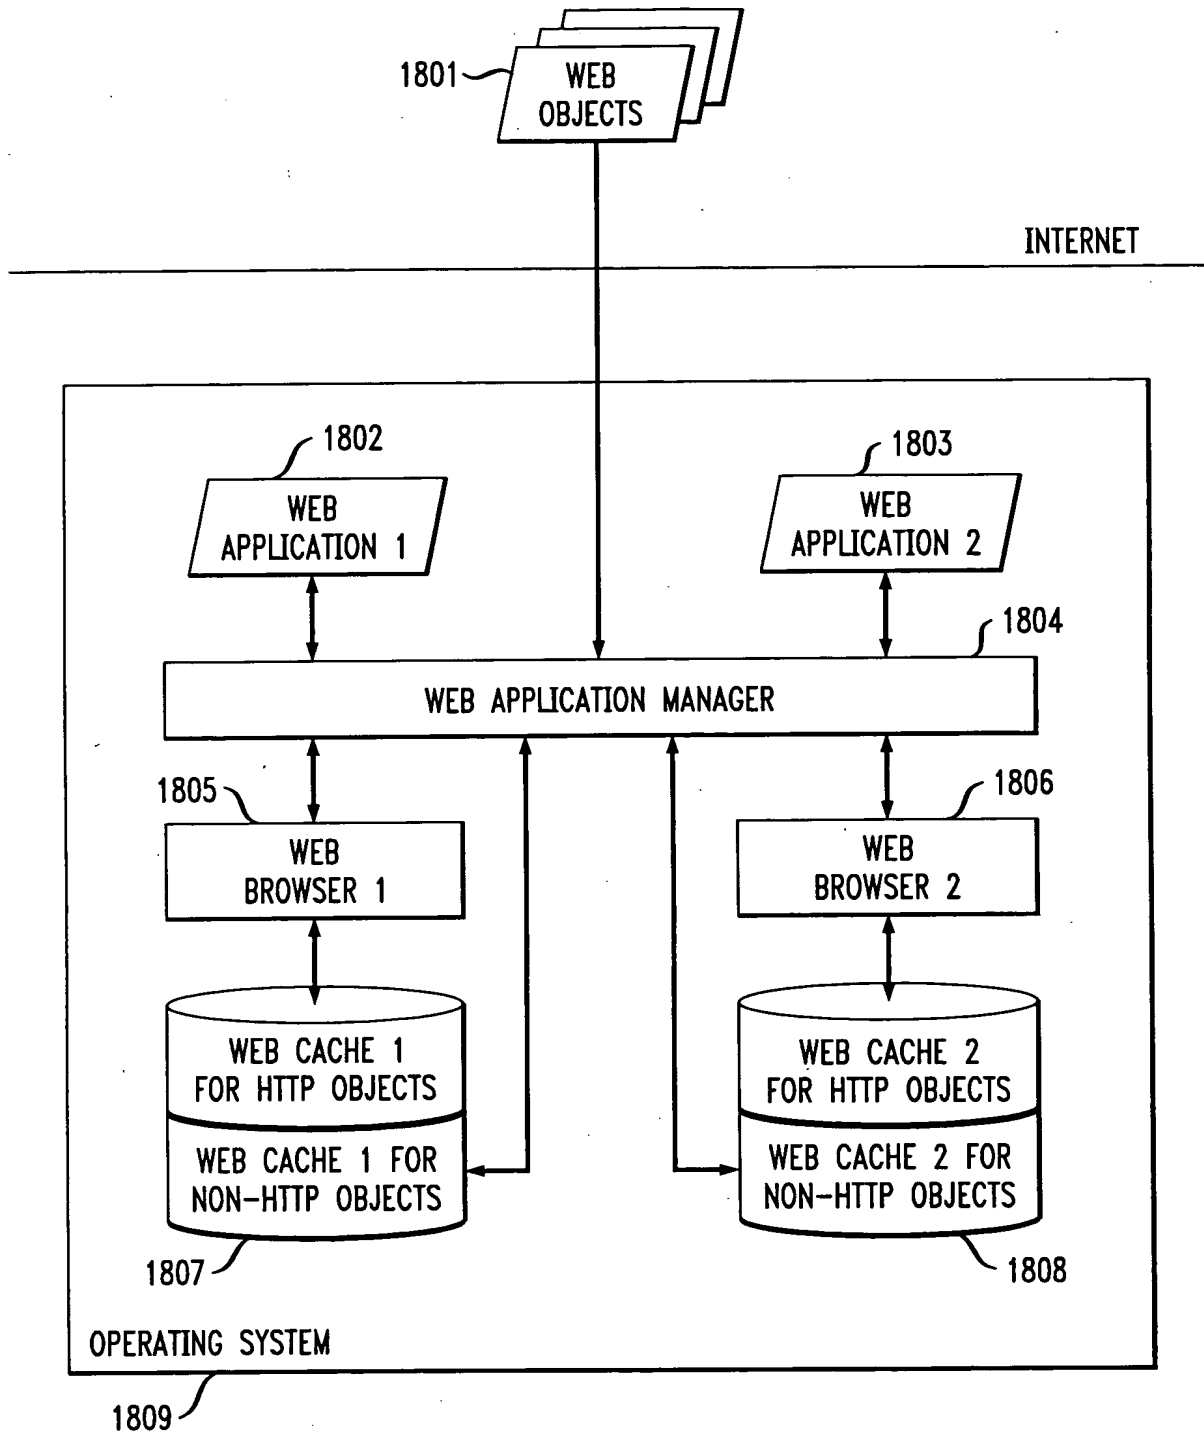 1801
WEB
OBJECTS
INTERNET
1802
WEB
APPLICATION 1
1803
WEB
APPLICATION 2
1804
WEB APPLICATION MANAGER
1805
WEB
BROWSER 1
1806
WEB
BROWSER 2
WEB CACHE 1
FOR HTTP OBJECTS
WEB CACHE 1 FOR
NON-HTTP OBJECTS
1807
WEB CACHE 2
FOR HTTP OBJECTS
WEB CACHE 2 FOR
NON-HTTP OBJECTS
1808
OPERATING SYSTEM
1809